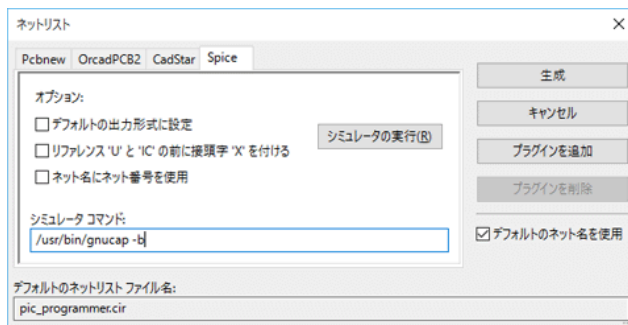 ネットリスト
Pcbnew OrcadPCB2 CadStar Spice
オプション:
デフォルトの出力形式に設定
リファレンス 'U' と 'IC' の前に接頭字 'X' を付ける
ネット名にネット番号を使用
シミュレータの実行(R)
シミュレータ コマンド:
/usr/bin/gnucap -b
生成
キャンセル
プラグインを追加
プラグインを削除
デフォルトのネット名を使用
デフォルトのネットリスト ファイル名:
pic_programmer.cir